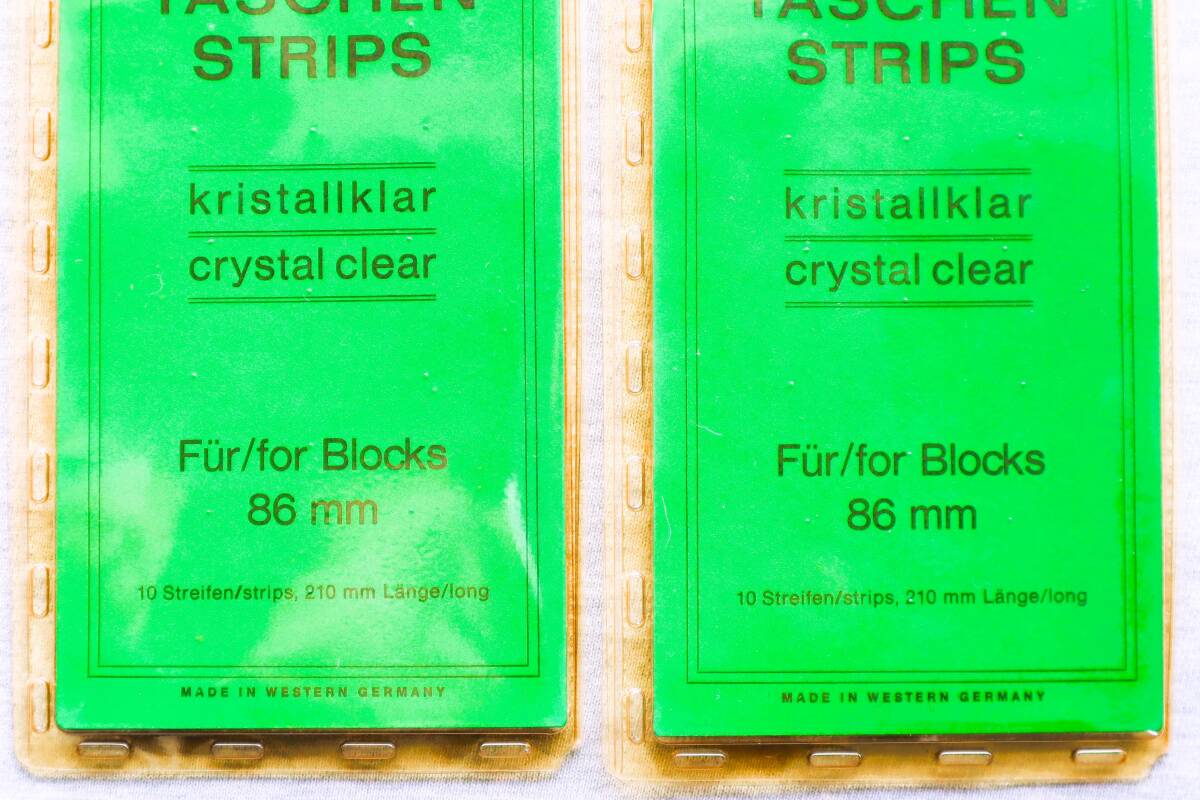 TASCHEN
STRIPS
kristallklar
crystal clear
Für/for Blocks
86 mm
10 Streifen/strips, 210 mm Länge/long
MADE IN WESTERN GERMANY
TASCHEN
STRIPS
kristallklar
crystal clear
Für/for Blocks
86 mm
10 Streifen/strips, 210 mm Länge/long
MADE IN WESTERN GERMANY